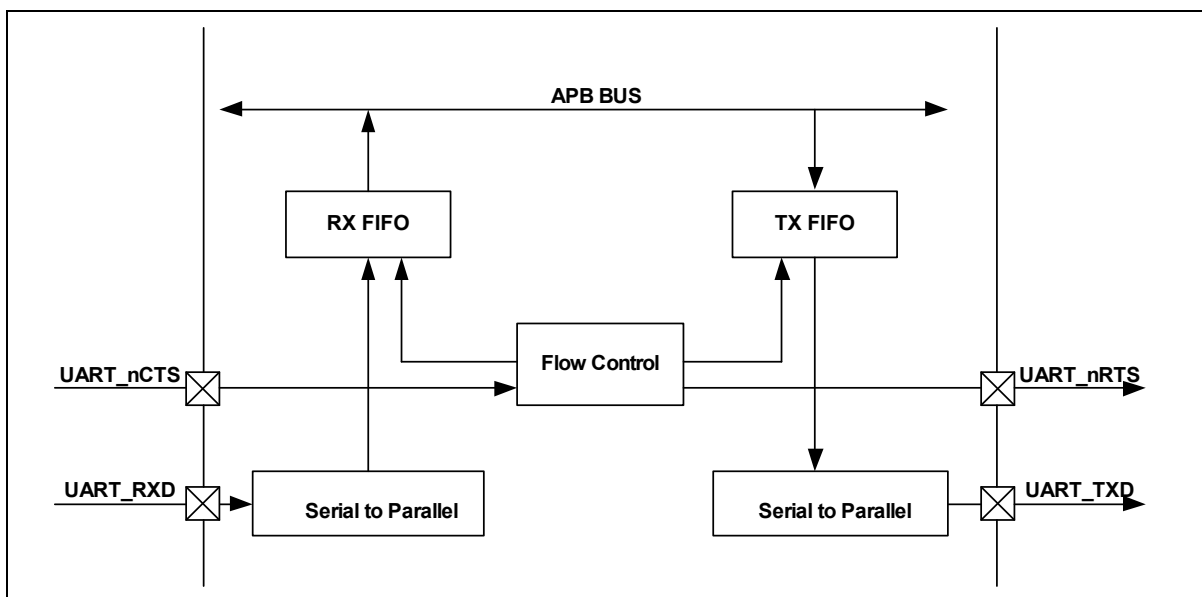 APB BUS
RX FIFO
TX FIFO
Flow Control
UART_nCTS
UART_nRTS
UART_RXD
Serial to Parallel
Serial to Parallel
UART_TXD